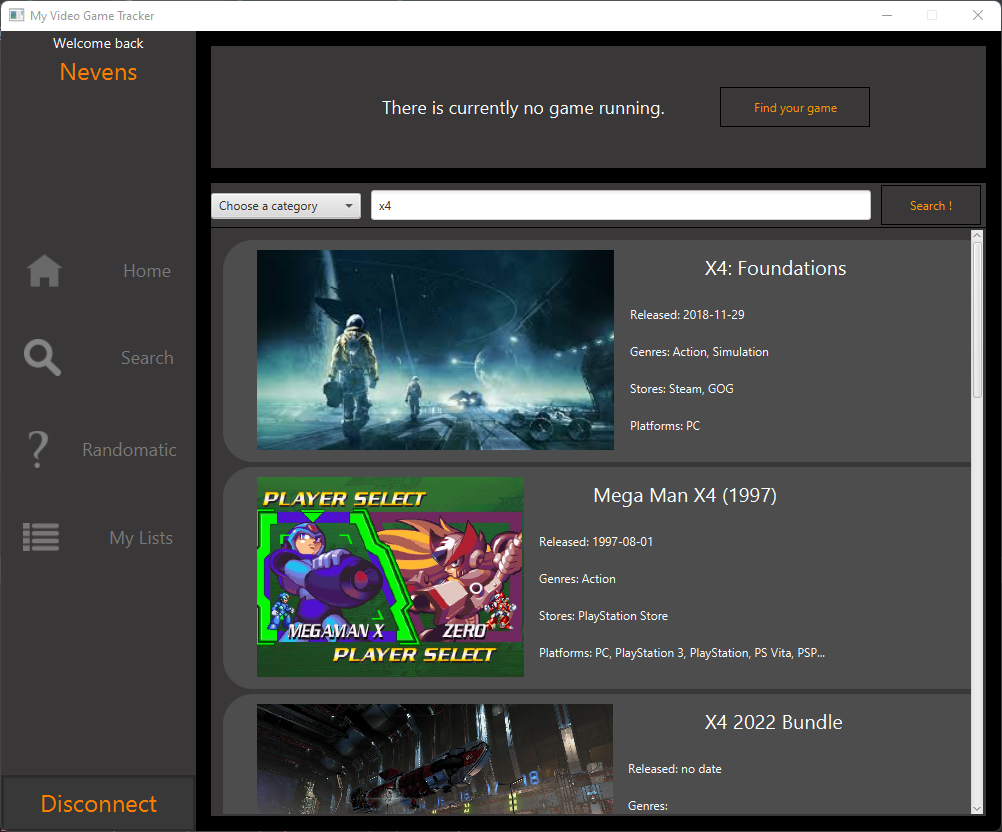 My Video Game Tracker
Welcome back
Nevens
Home
Search
Randomatic
My Lists
Disconnect
There is currently no game running.
Find your game
Choose a category
x4
Search !
X4: Foundations
Released: 2018-11-29
Genres: Action, Simulation
Stores: Steam, GOG
Platforms: PC
PLAYER SELECT
MEGAMAN X
ZERO
PLAYER SELECT
Mega Man X4 (1997)
Released: 1997-08-01
Genres: Action
Stores: PlayStation Store
Platforms: PC, PlayStation 3, PlayStation, PS Vita, PSP...
18
X4 2022 Bundle
Released: no date
Genres: